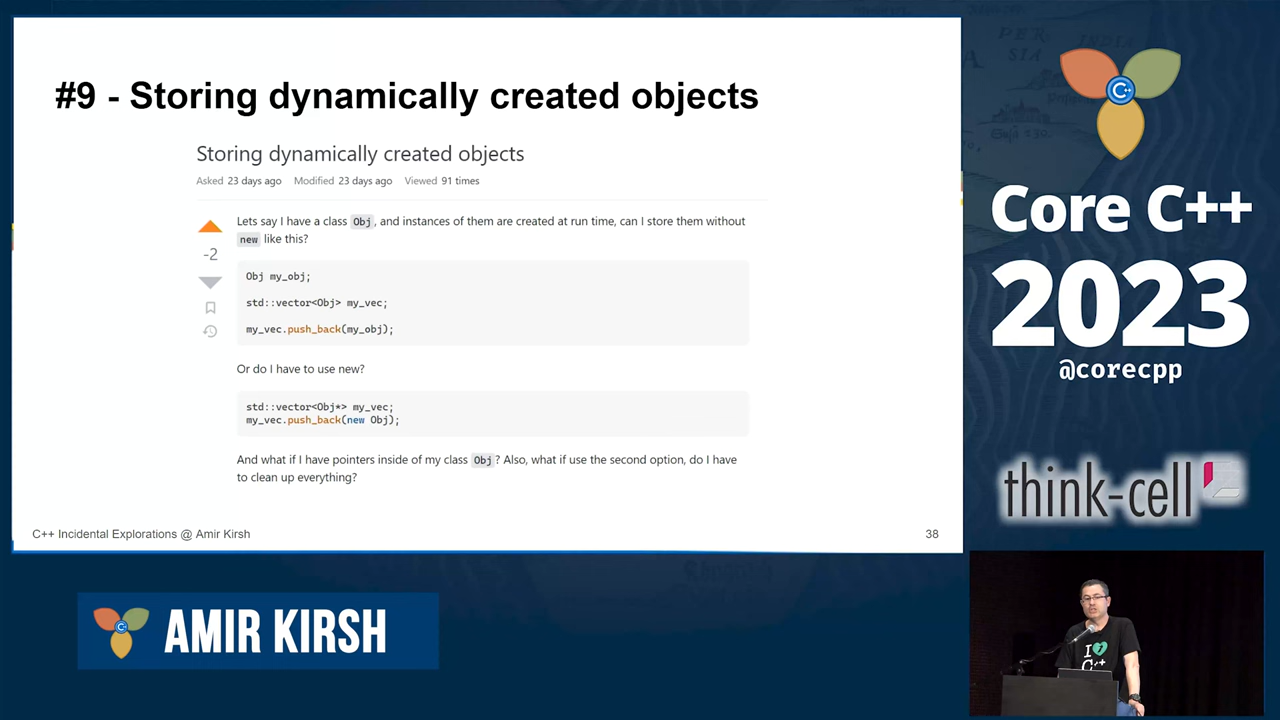 #9 - Storing dynamically created objects
Storing dynamically created objects
Asked 23 days ago Modified 23 days ago Viewed 91 times
Lets say I have a class Obj, and instances of them are created at run time, can I store them without
new like this?
-2
Obj my_obj;
std::vector<Obj> my_vec;
my_vec.push_back(my_obj);
Or do I have to use new?
std::vector<Obj*> my_vec;
my_vec.push_back(new Obj);
And what if I have pointers inside of my class Obj? Also, what if use the second option, do I have
to clean up everything?
C++ Incidental Explorations @ Amir Kirsh
38
C++
Core C++
2023
@corecpp
think-cell
AMIR KIRSH
I
C++